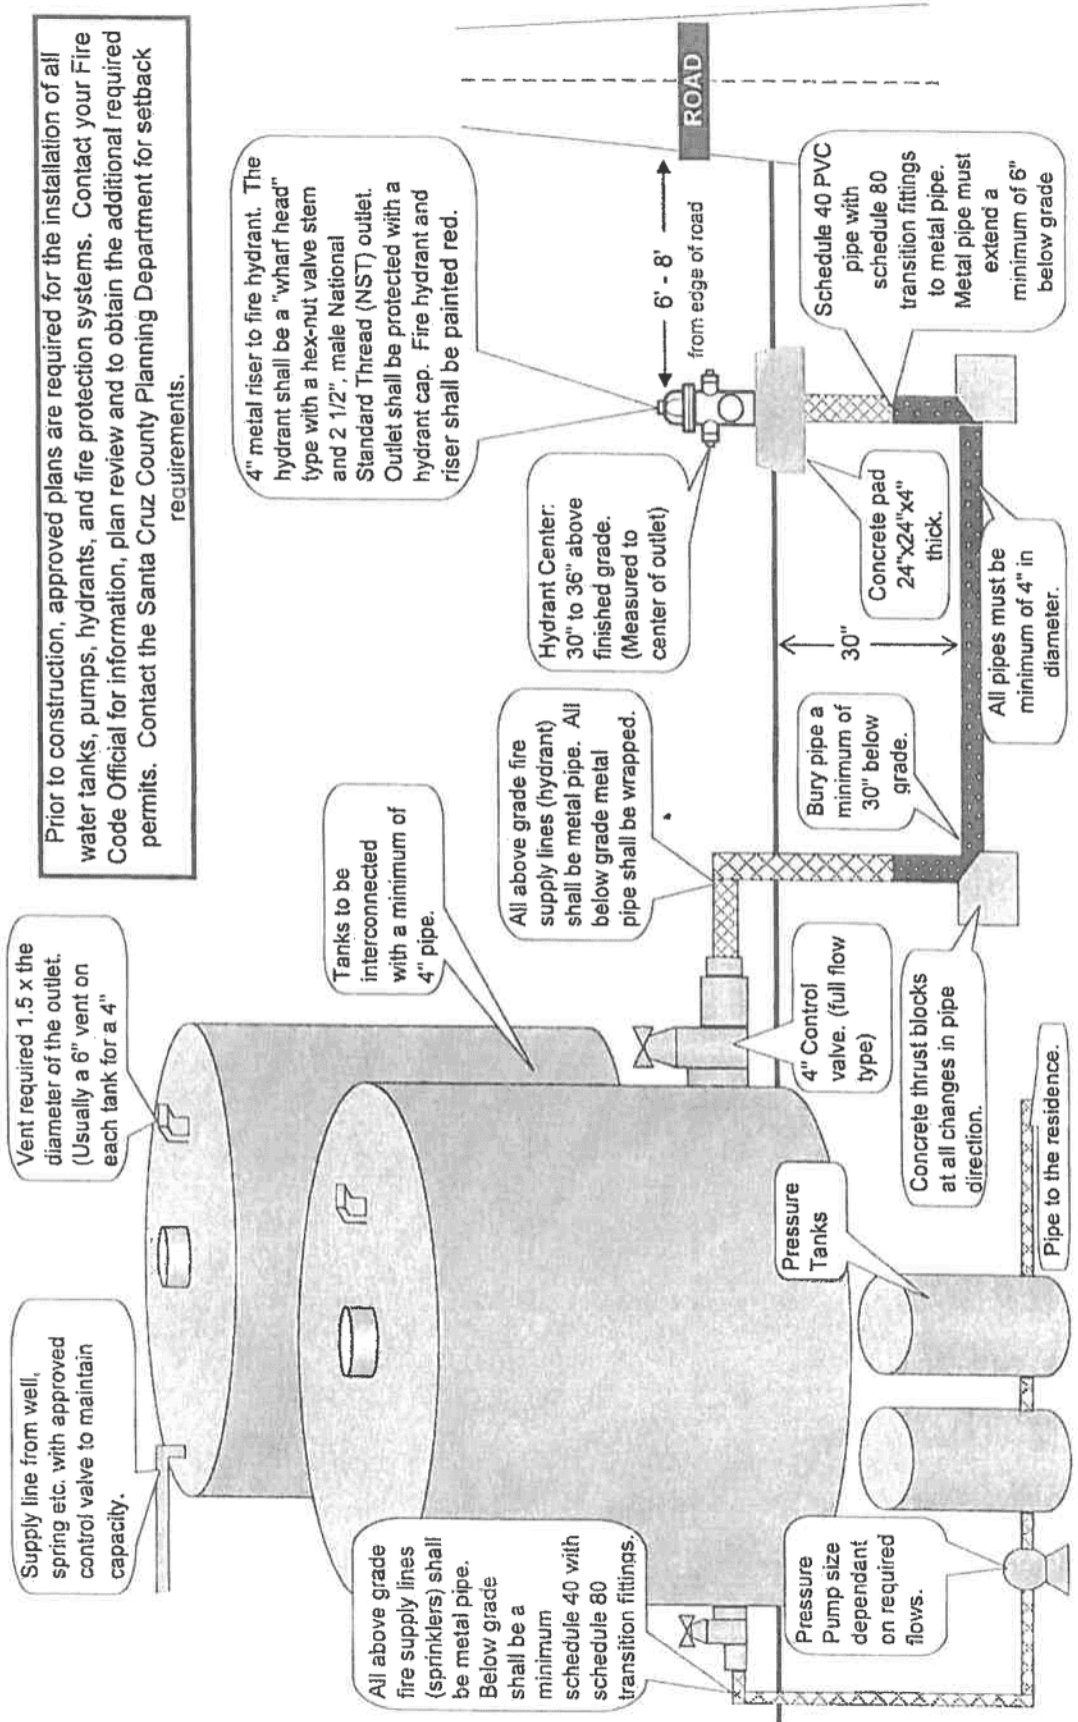 Prior to construction, approved plans are required for the installation of all
water tanks, pumps, hydrants, and fire protection systems. Contact your Fire
Code Official for information, plan review and to obtain the additional required
permits. Contact the Santa Cruz County Planning Department for setback
requirements.
Supply line from well,
spring etc. with approved
control valve to maintain
capacity.
Vent required 1.5 x the
diameter of the outlet.
(Usually a 6" vent on
each tank for a 4"
Tanks to be
interconnected
with a minimum of
4" pipe.
4" metal riser to fire hydrant. The
hydrant shall be a "wharf head"
type with a hex-nut valve stem
and 2 1/2", male National
Standard Thread (NST) outlet.
Outlet shall be protected with a
hydrant cap. Fire hydrant and
riser shall be painted red.
All above grade fire
supply lines (hydrant)
shall be metal pipe. All
below grade metal
pipe shall be wrapped.
Hydrant Center:
30" to 36" above
finished grade.
(Measured to
center of outlet)
6' - 8'
from edge of road
ROAD
All above grade
fire supply lines
(sprinklers) shall
be metal pipe.
Below grade
shall be a
minimum
schedule 40 with
schedule 80
transition fittings.
Pressure
Tanks
4" Control
valve. (full flow
type)
Bury pipe a
minimum of
30" below
grade.
30"
Concrete pad
24"x24"x4"
thick.
Schedule 40 PVC
pipe with
schedule 80
transition fittings
to metal pipe.
Metal pipe must
extend a
minimum of 6"
below grade
Pressure
Pump size
dependant
on required
flows.
Concrete thrust blocks
at all changes in pipe
direction.
All pipes must be
minimum of 4" in
diameter.
Pipe to the residence.